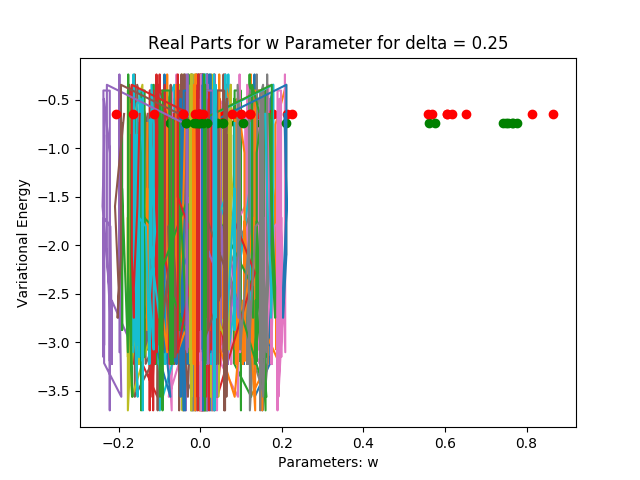 Real Parts for w Parameter for delta = 0.25
Variational Energy
−0.5
−1.0
−1.5
−2.0
−2.5
−3.0
−3.5
−0.2 0.0 0.2 0.4 0.6 0.8
Parameters: w